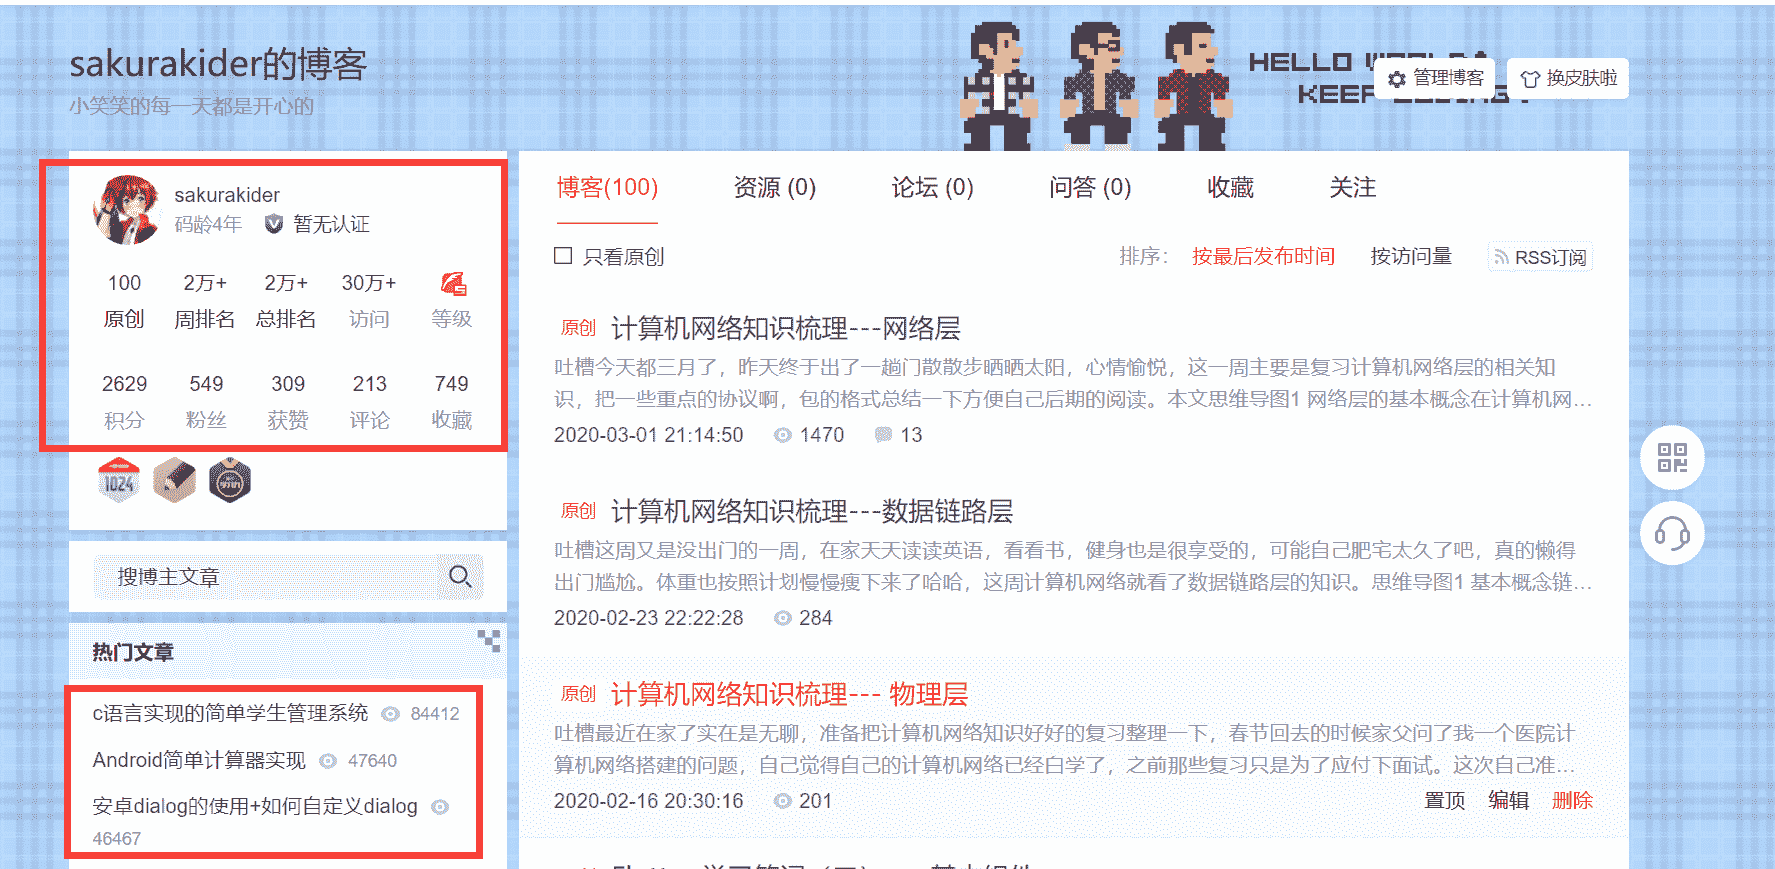 sakurakider的博客
小笑笑的每一天都是开心的
HELLO
管理博客
换皮肤啦
sakurakider
码龄4年 暂无认证
100 2万+ 2万+ 30万+
原创 周排名 总排名 访问 等级
2629 549 309 213 749
积分 粉丝 获赞 评论 收藏
1024
搜博主文章
热门文章
c语言实现的简单学生管理系统 84412
Android简单计算器实现 47640
安卓dialog的使用+如何自定义dialog
46467
博客(100) 资源 (0) 论坛 (0) 问答 (0) 收藏 关注
只看原创 排序： 按最后发布时间 按访问量 RSS订阅
原创 计算机网络知识梳理---网络层
吐槽今天都三月了，昨天终于出了一趟门散散步晒晒太阳，心情愉悦，这一周主要是复习计算机网络层的相关知
识，把一些重点的协议啊，包的格式总结一下方便自己后期的阅读。本文思维导图1 网络层的基本概念在计算机网...
2020-03-01 21:14:50 1470 13
原创 计算机网络知识梳理---数据链路层
吐槽这周又是没出门的一周，在家天天读读英语，看看书，健身也是很享受的，可能自己肥宅太久了吧，真的懒得
出门尴尬。体重也按照计划慢慢瘦下来了哈哈，这周计算机网络就看了数据链路层的知识。思维导图1 基本概念链...
2020-02-23 22:22:28 284
原创 计算机网络知识梳理--- 物理层
吐槽最近在家了实在是无聊，准备把计算机网络知识好好的复习整理一下，春节回去的时候家父问了我一个医院计
算机网络搭建的问题，自己觉得自己的计算机网络已经白学了，之前那些复习只是为了应付下面试。这次自己准...
2020-02-16 20:30:16 201 置顶 编辑 删除